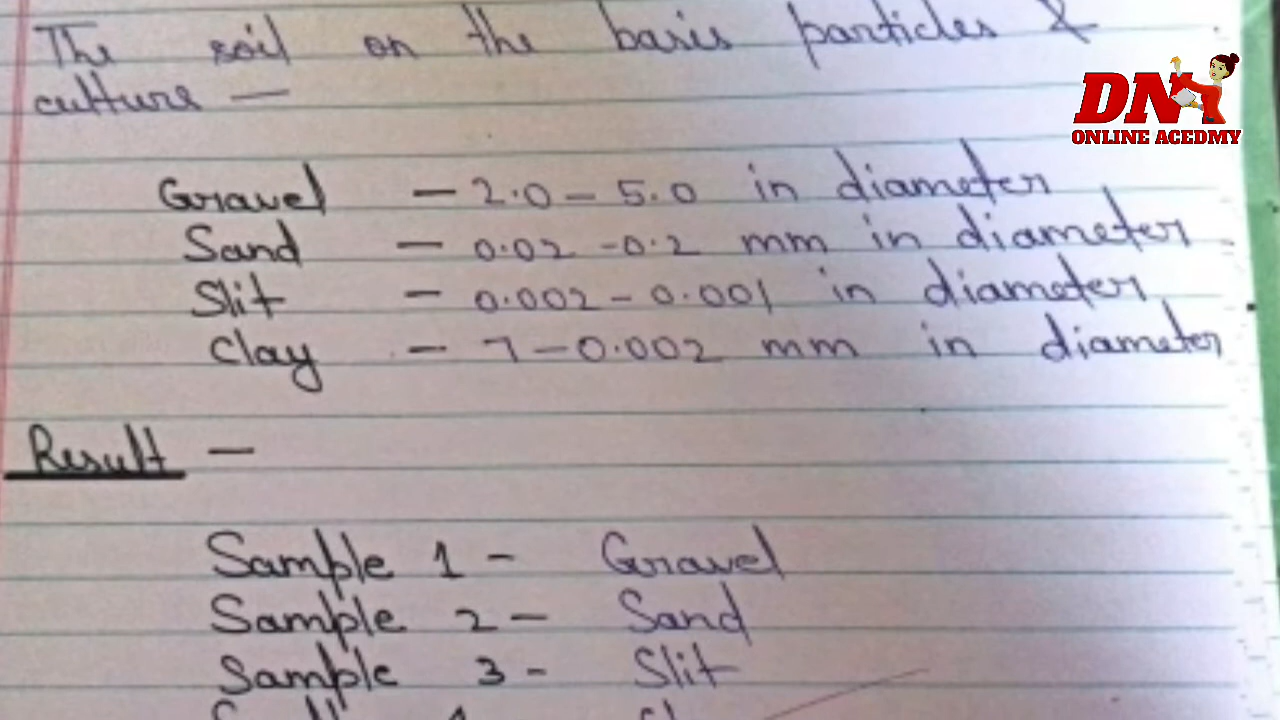 The soil on the basis particles &
culture —
DN
ONLINE ACEDMY
Gravel — 2.0 – 5.0 in diameter
Sand — 0.02 - 0.2 mm in diameter
Slit — 0.002 - 0.001 in diameter
Clay — 7 – 0.002 mm in diameter
Result —
Sample 1 - Gravel
Sample 2 - Sand
Sample 3 - Slit